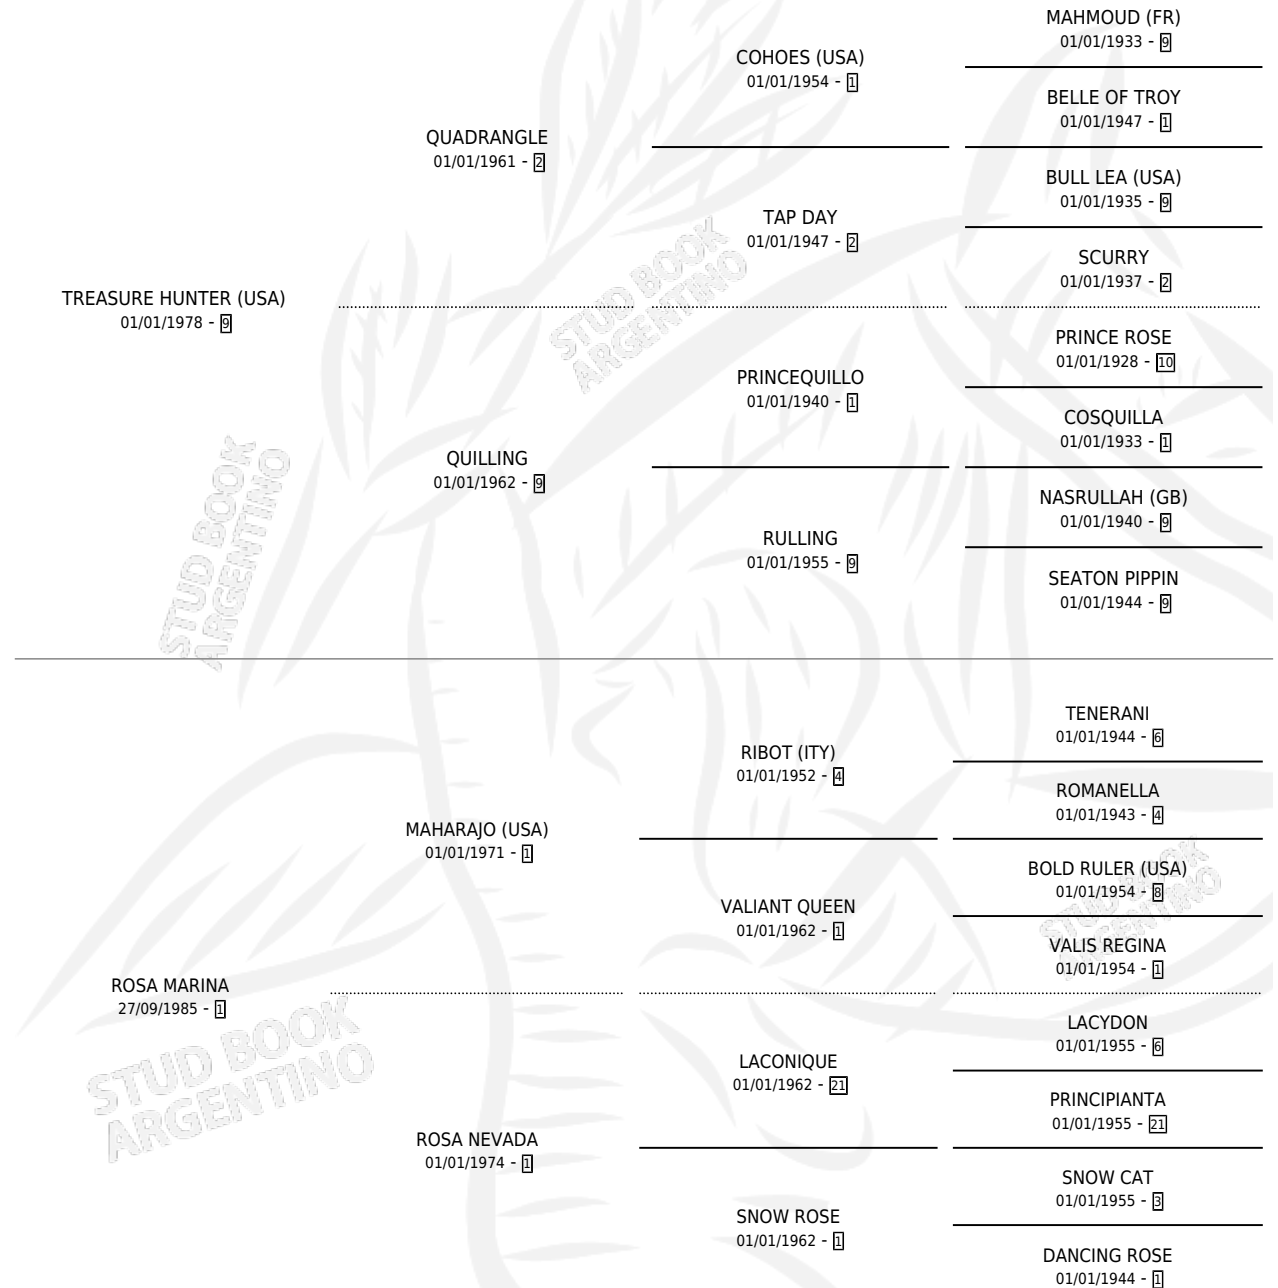 MAHMOUD (FR)
01/01/1933 - 9
COHOES (USA)
01/01/1954 - 1
BELLE OF TROY
01/01/1947 - 1
QUADRANGLE
01/01/1961 - 2
BULL LEA (USA)
01/01/1935 - 9
TAP DAY
01/01/1947 - 2
SCURRY
01/01/1937 - 2
TREASURE HUNTER (USA)
01/01/1978 - 9
PRINCE ROSE
01/01/1928 - 10
PRINCEQUILLO
01/01/1940 - 1
COSQUILLA
01/01/1933 - 1
QUILLING
01/01/1962 - 9
NASRULLAH (GB)
01/01/1940 - 9
RULLING
01/01/1955 - 9
SEATON PIPPIN
01/01/1944 - 9
TENERANI
01/01/1944 - 6
RIBOT (ITY)
01/01/1952 - 4
ROMANELLA
01/01/1943 - 4
MAHARAJO (USA)
01/01/1971 - 1
BOLD RULER (USA)
01/01/1954 - 8
VALIANT QUEEN
01/01/1962 - 1
VALIS REGINA
01/01/1954 - 1
ROSA MARINA
27/09/1985 - 1
LACYDON
01/01/1955 - 6
LACONIQUE
01/01/1962 - 21
PRINCIPIANTA
01/01/1955 - 21
ROSA NEVADA
01/01/1974 - 1
SNOW CAT
01/01/1955 - 3
SNOW ROSE
01/01/1962 - 1
DANCING ROSE
01/01/1944 - 1
STUD BOOK
ARGENTINO
STUD BOOK
ARGENTINO
STUD BOOK
ARGENTINO
STUD BOOK
ARGENTINO